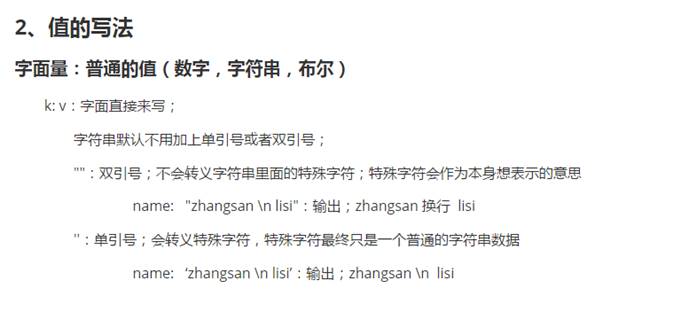 2、值的写法
字面量：普通的值（数字，字符串，布尔）
k: v：字面直接来写；
字符串默认不用加上单引号或者双引号；
""：双引号；不会转义字符串里面的特殊字符；特殊字符会作为本身想表示的意思
name: "zhangsan \n lisi"：输出；zhangsan 换行 lisi
''：单引号；会转义特殊字符，特殊字符最终只是一个普通的字符串数据
name: ‘zhangsan \n lisi’：输出；zhangsan \n lisi